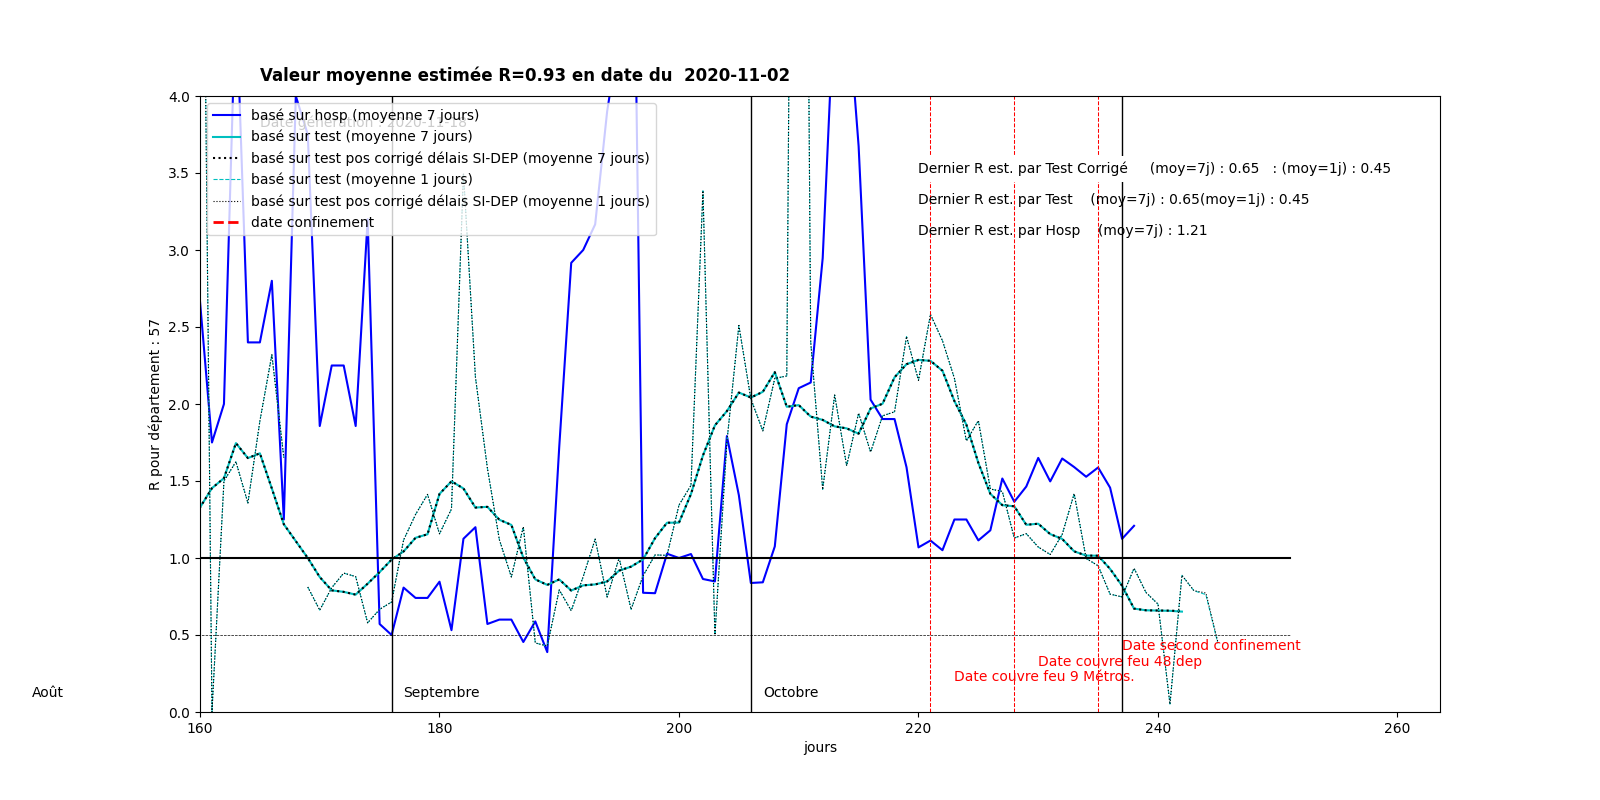 Valeur moyenne estimée R=0.93 en date du  2020-11-02
4.0
3.5
3.0
2.5
2.0
1.5
1.0
0.5
0.0
R pour département : 57
Date génération : 2020-11-18
basé sur hosp (moyenne 7 jours)
basé sur test (moyenne 7 jours)
basé sur test pos corrigé délais SI-DEP (moyenne 7 jours)
basé sur test (moyenne 1 jours)
basé sur test pos corrigé délais SI-DEP (moyenne 1 jours)
date confinement
Dernier R est. par Test Corrigé     (moy=7j) : 0.65   : (moy=1j) : 0.45
Dernier R est. par Test    (moy=7j) : 0.65(moy=1j) : 0.45
Dernier R est. par Hosp    (moy=7j) : 1.21
Date second confinement
Date couvre feu 48 dep
Date couvre feu 9 Métros.
Août
Septembre
Octobre
160
180
200
220
240
260
jours